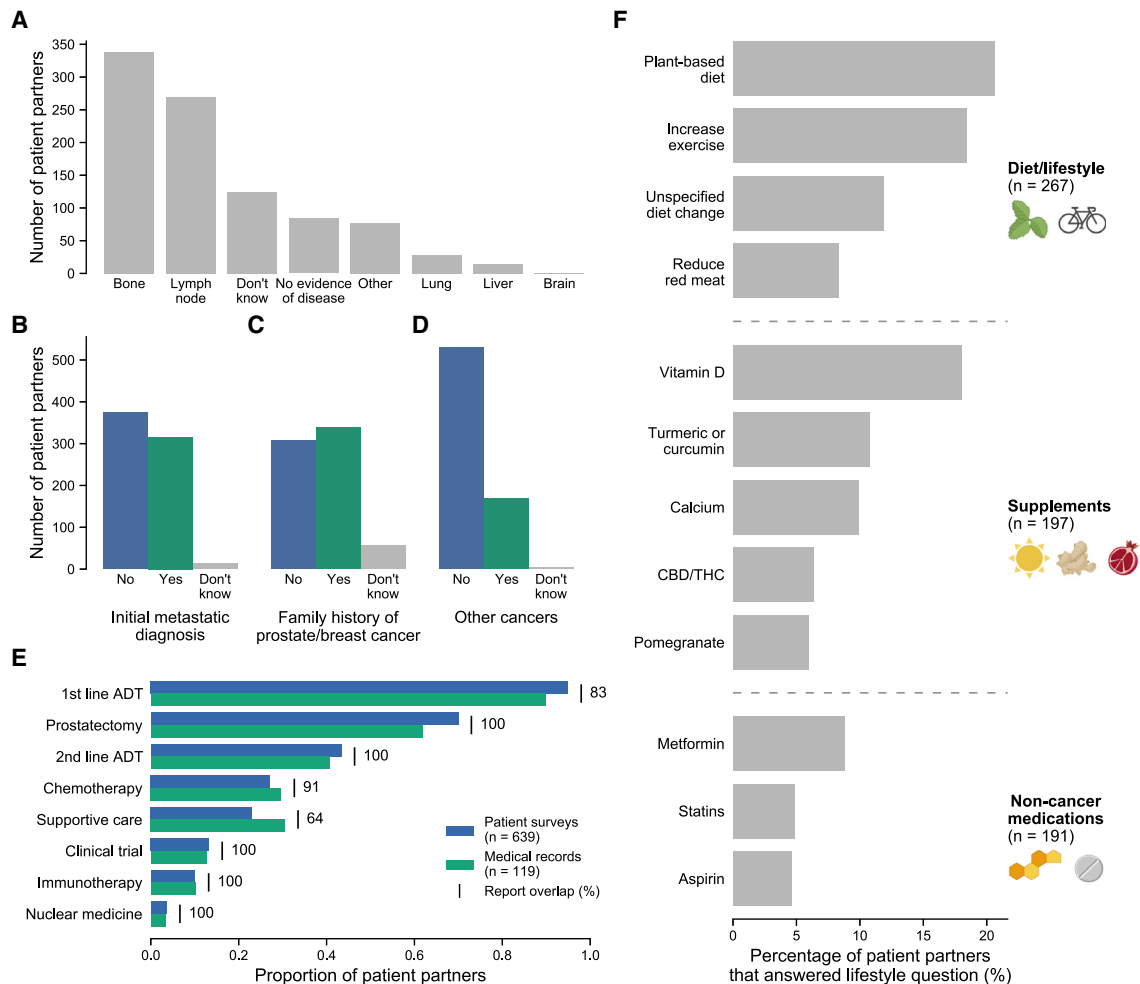 A
Number of patient partners
350
300
250
200
150
100
50
0
Bone
Lymph
node
Don't
know
No evidence
of disease
Other
Lung
Liver
Brain
B
C
D
Number of patient partners
500
400
300
200
100
0
No
Yes
Don't
know
Initial metastatic
diagnosis
No
Yes
Don't
know
Family history of
prostate/breast cancer
No
Yes
Don't
know
Other cancers
E
1st line ADT
83
Prostatectomy
100
2nd line ADT
100
Chemotherapy
91
Supportive care
64
Clinical trial
100
Immunotherapy
100
Nuclear medicine
100
Patient surveys
(n = 639)
Medical records
(n = 119)
Report overlap (%)
0.0
0.2
0.4
0.6
0.8
1.0
Proportion of patient partners
F
Plant-based
diet
Increase
exercise
Unspecified
diet change
Reduce
red meat
Diet/lifestyle
(n = 267)
Vitamin D
Turmeric or
curcumin
Calcium
CBD/THC
Pomegranate
Supplements
(n = 197)
Metformin
Statins
Aspirin
Non-cancer
medications
(n = 191)
0
5
10
15
20
Percentage of patient partners
that answered lifestyle question (%)